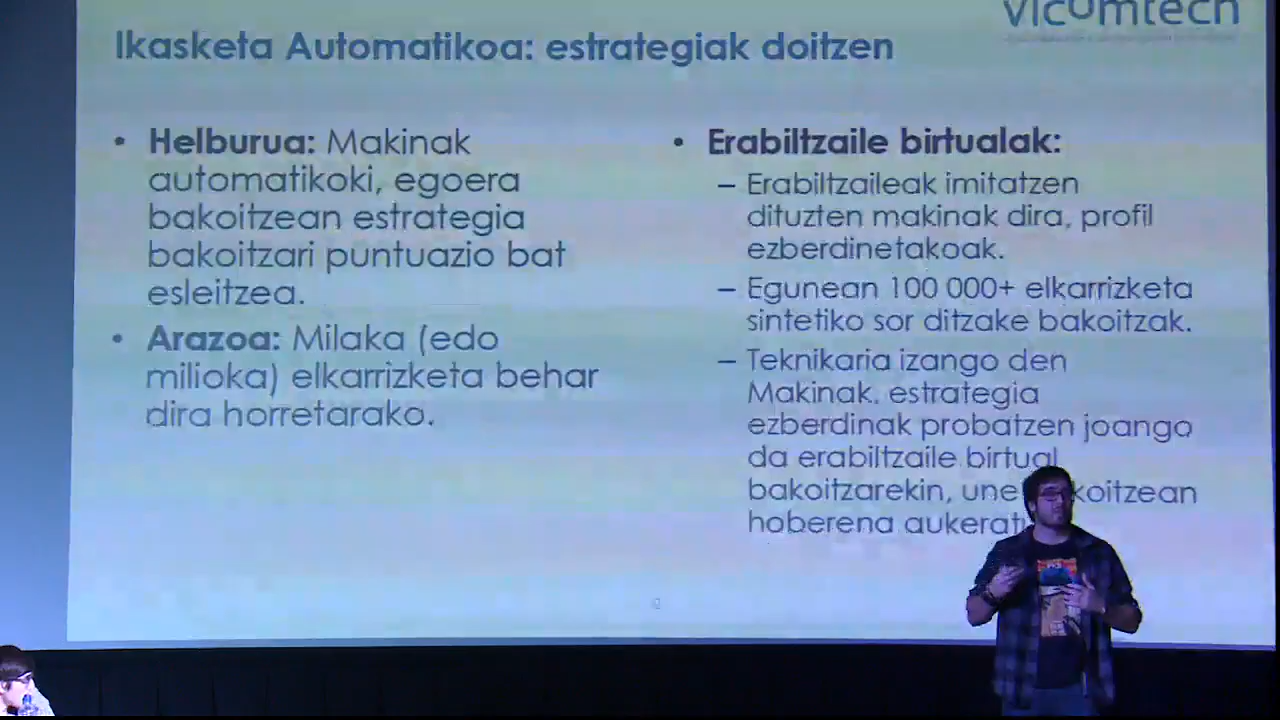 vicomtech
Ikasketa Automatikoa: estrategiak doitzen
• Helburua: Makinak
automatikoki, egoera
bakoitzean estrategia
bakoitzari puntuazio bat
esleitzea.
• Arazoa: Milaka (edo
milioka) elkarrizketa behar
dira horretarako.
• Erabiltzaile birtualak:
– Erabiltzaileak imitatzen
dituzten makinak dira, profil
ezberdinetakoak.
– Egunean 100 000+ elkarrizketa
sintetiko sor ditzake bakoitzak.
– Teknikaria izango den
Makinak, estrategia
ezberdinak probatzen joango
da erabiltzaile birtual
bakoitzarekin, une koitzean
hoberena aukerat